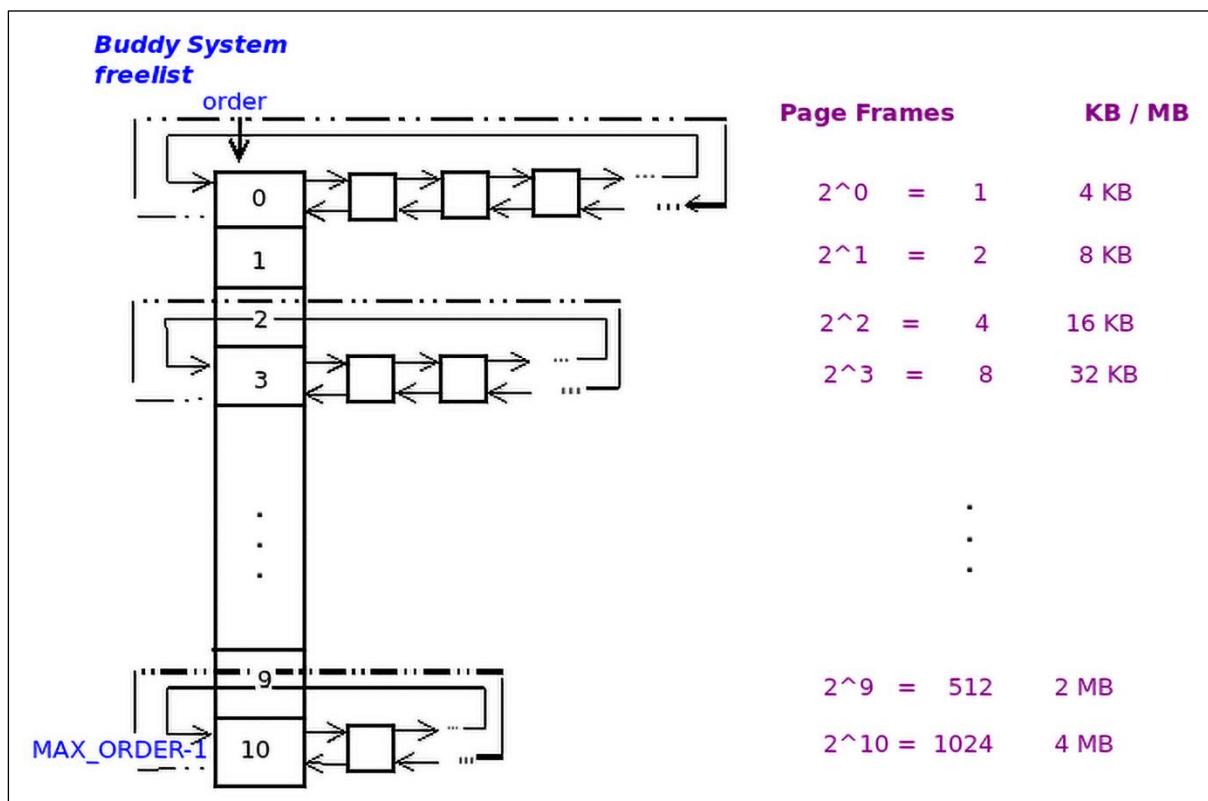 Buddy System
freelist
order
Page Frames KB / MB
0 ... ... 2^0 = 1 4 KB
1 2^1 = 2 8 KB
2 2^2 = 4 16 KB
3 ... ... 2^3 = 8 32 KB
. .
. .
. .
9 2^9 = 512 2 MB
MAX_ORDER-1 10 ... ... 2^10 = 1024 4 MB